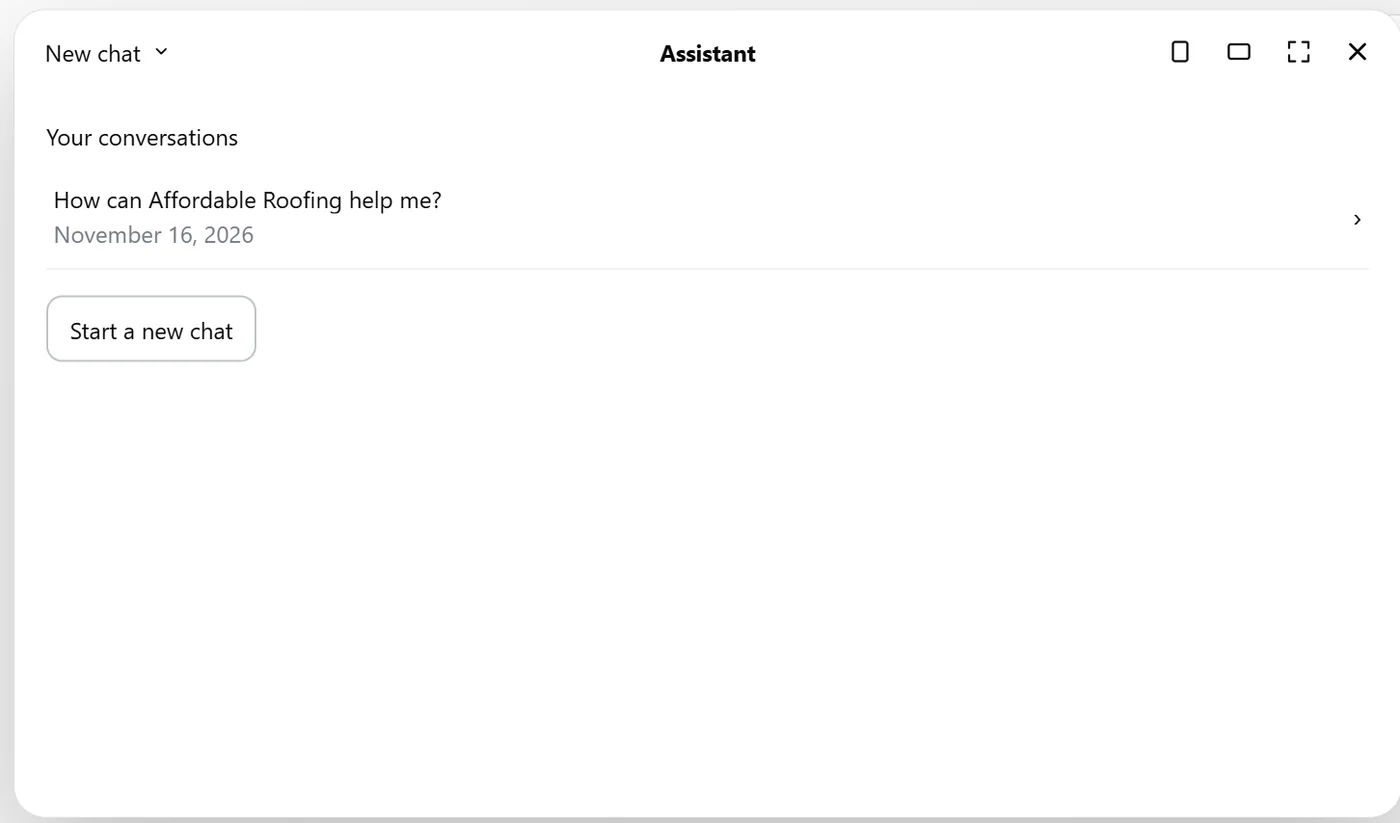 New chat
Assistant
Your conversations
How can Affordable Roofing help me?
November 16, 2026
Start a new chat